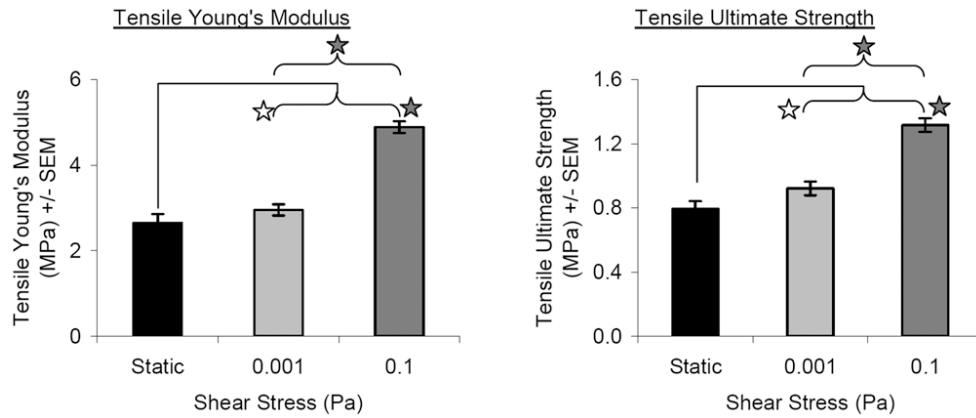 Tensile Young's Modulus
Tensile Young's Modulus
(MPa) +/- SEM
6
4
2
0
Static 0.001 0.1
Shear Stress (Pa)
Tensile Ultimate Strength
Tensile Ultimate Strength
(MPa) +/- SEM
1.6
1.2
0.8
0.4
0.0
Static 0.001 0.1
Shear Stress (Pa)